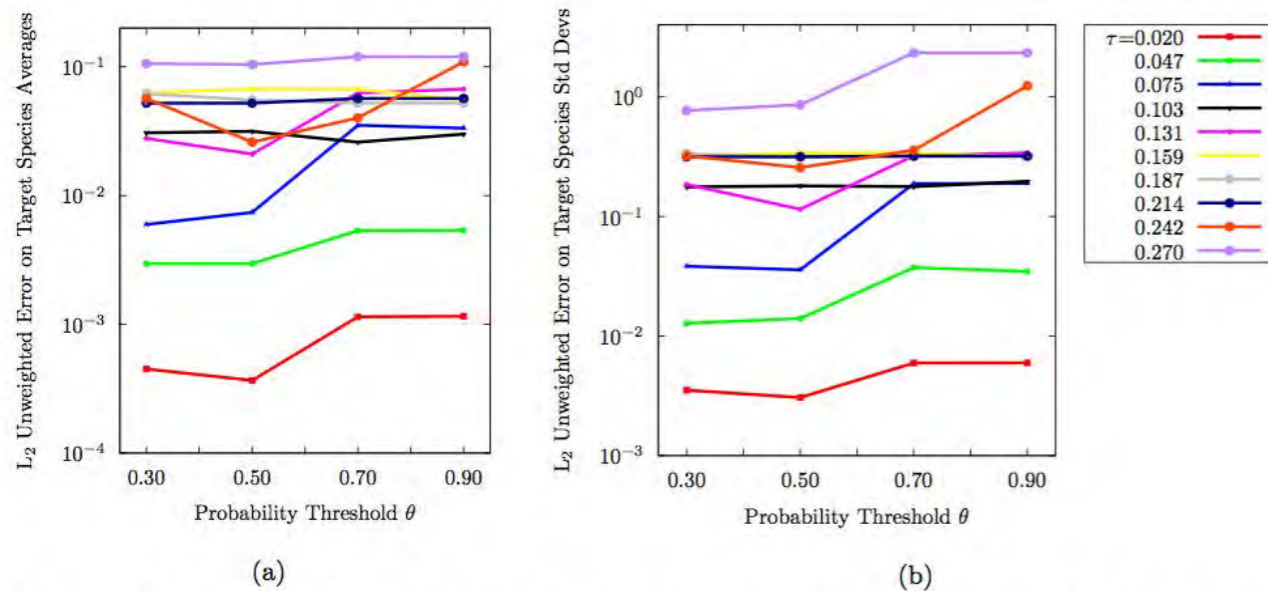 L₂ Unweighted Error on Target Species Averages
10⁻¹
10⁻²
10⁻³
10⁻⁴
0.30 0.50 0.70 0.90
Probability Threshold θ
(a)
L₂ Unweighted Error on Target Species Std Devs
10⁰
10⁻¹
10⁻²
10⁻³
0.30 0.50 0.70 0.90
Probability Threshold θ
(b)
τ=0.020
0.047
0.075
0.103
0.131
0.159
0.187
0.214
0.242
0.270